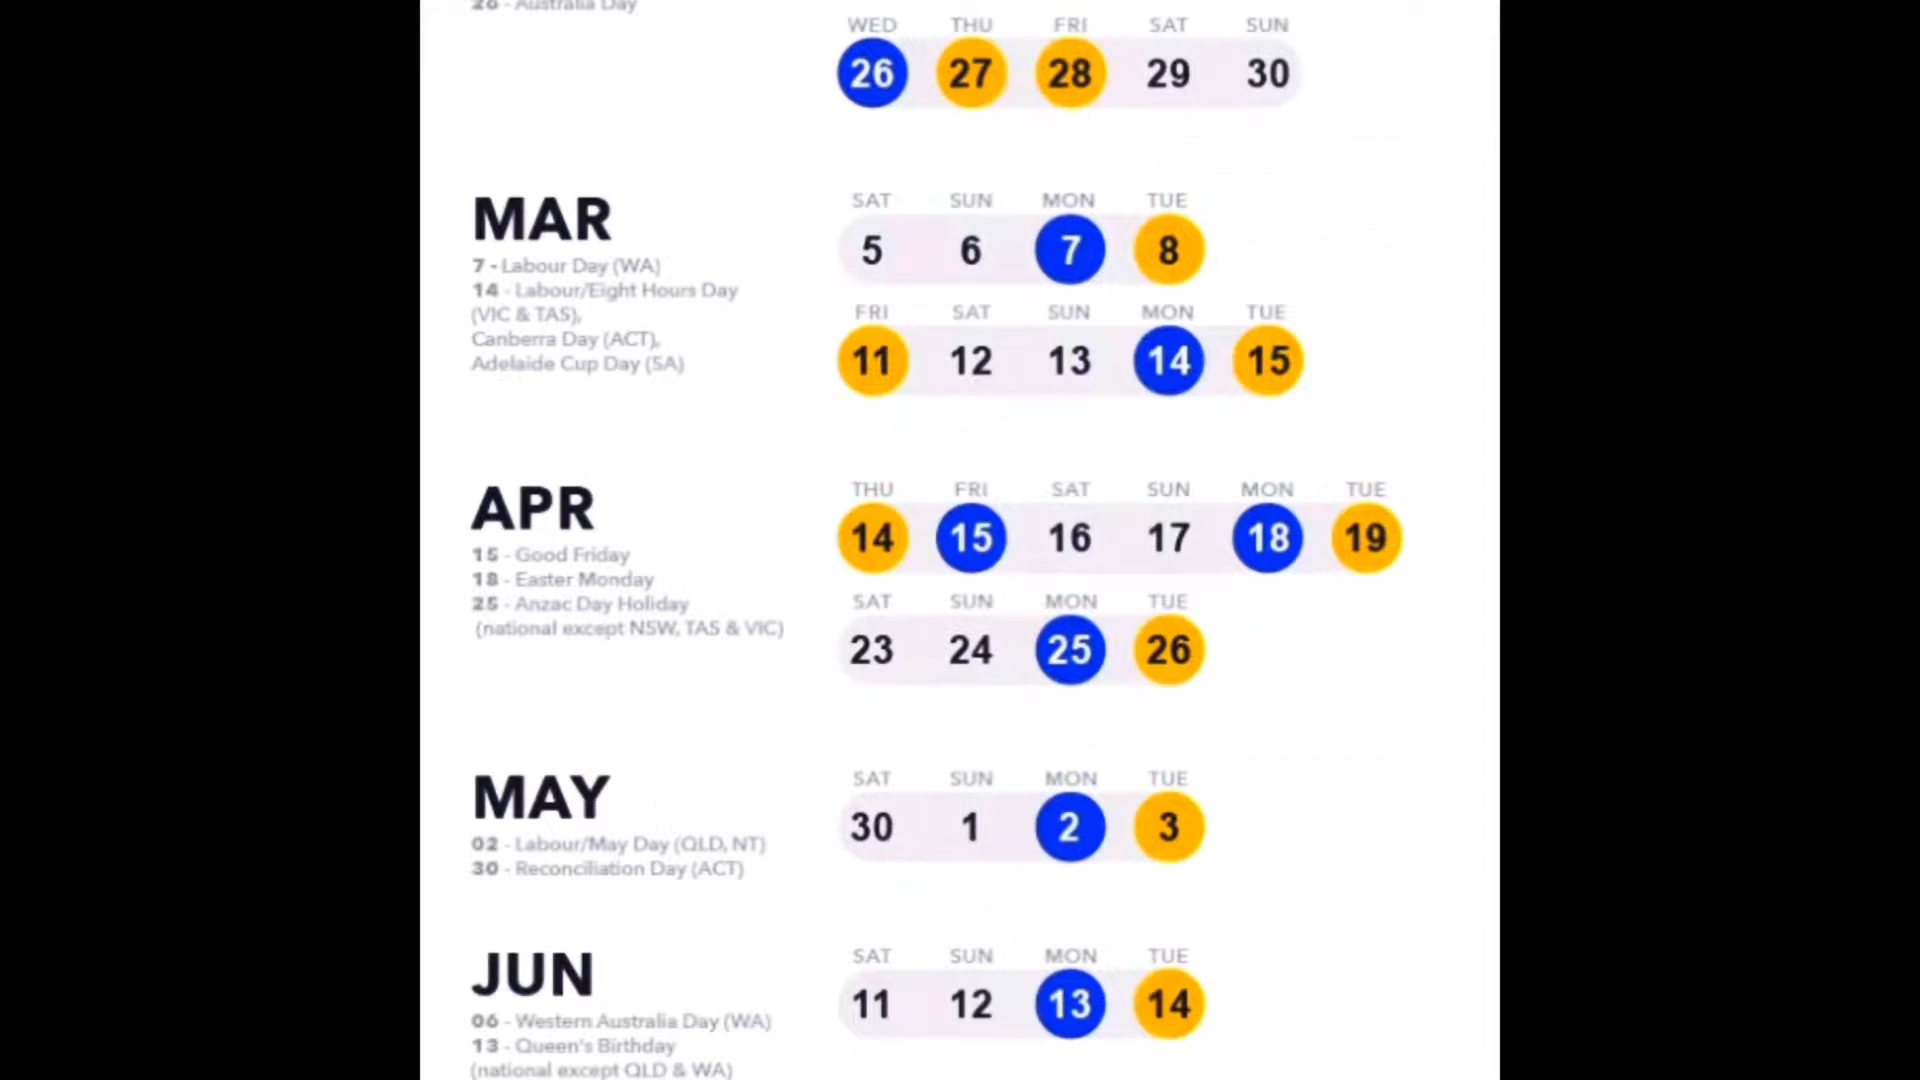 26 - Australia Day
WED THU FRI SAT SUN
26 27 28 29 30
MAR
7 - Labour Day (WA)
14 - Labour/Eight Hours Day
(VIC & TAS),
Canberra Day (ACT),
Adelaide Cup Day (SA)
SAT SUN MON TUE
5 6 7 8
FRI SAT SUN MON TUE
11 12 13 14 15
APR
15 - Good Friday
18 - Easter Monday
25 - Anzac Day Holiday
(national except NSW, TAS & VIC)
THU FRI SAT SUN MON TUE
14 15 16 17 18 19
SAT SUN MON TUE
23 24 25 26
MAY
02 - Labour/May Day (QLD, NT)
30 - Reconciliation Day (ACT)
SAT SUN MON TUE
30 1 2 3
JUN
06 - Western Australia Day (WA)
13 - Queen's Birthday
(national except QLD & WA)
SAT SUN MON TUE
11 12 13 14